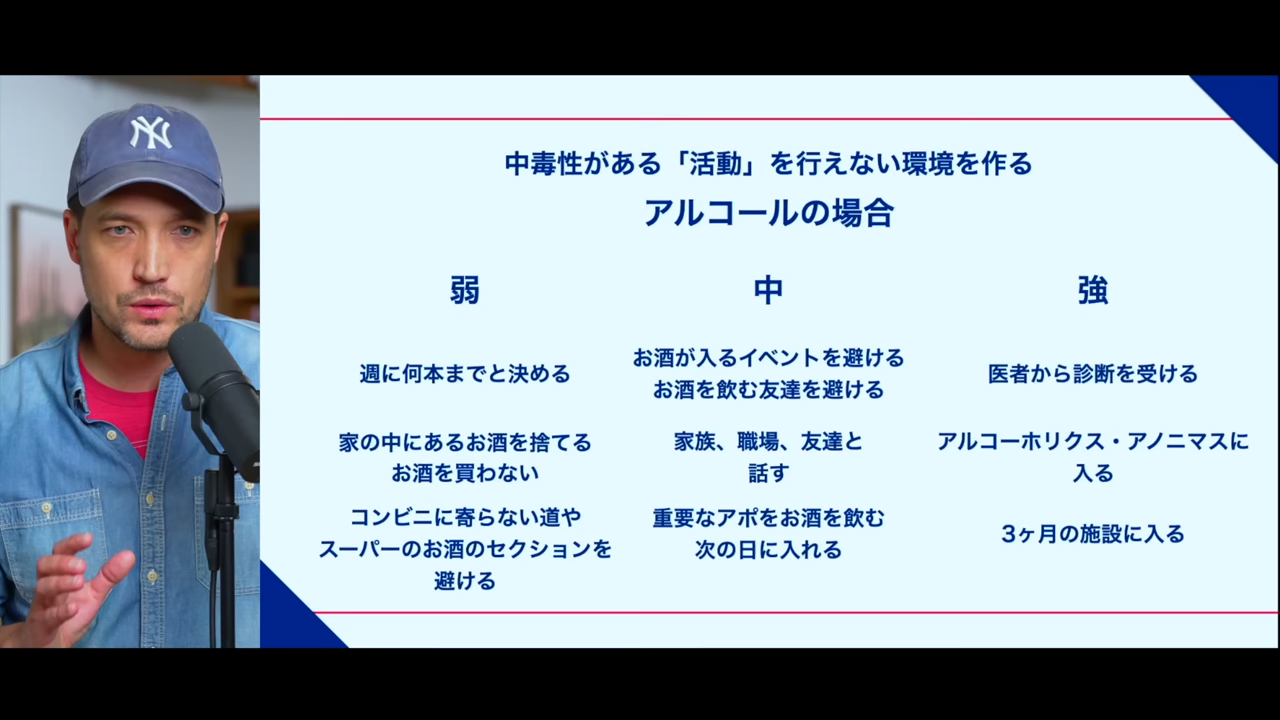 NY
中毒性がある「活動」を行えない環境を作る
アルコールの場合
弱
中
強
週に何本までと決める
お酒が入るイベントを避ける
お酒を飲む友達を避ける
医者から診断を受ける
家の中にあるお酒を捨てる
お酒を買わない
家族、職場、友達と
話す
アルコーホリクス・アノニマスに
入る
コンビニに寄らない道や
スーパーのお酒のセクションを
避ける
重要なアポをお酒を飲む
次の日に入れる
3ヶ月の施設に入る